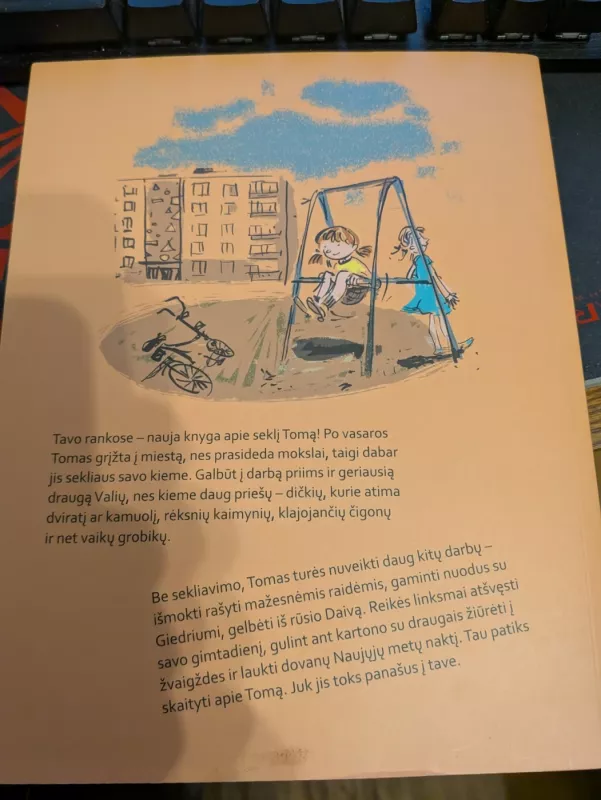 Tavo rankose – nauja knyga apie seklį Tomą! Po vasaros
Tomas grįžta į miestą, nes prasideda mokslai, taigi dabar
jis sekliaus savo kieme. Galbūt į darbą priims ir geriausią
draugą Valių, nes kieme daug priešų – dičkių, kurie atima
dviratį ar kamuolį, rėksnių kaimynių, klajojančių čigonų
ir net vaikų grobikų.
Be sekliavimo, Tomas turės nuveikti daug kitų darbų –
išmokti rašyti mažesnėmis raidėmis, gaminti nuodus su
Giedriumi, gelbėti iš rūsio Daivą. Reikės linksmai atšvęsti
savo gimtadienį, gulint ant kartono su draugais žiūrėti į
žvaigždes ir laukti dovanų Naujųjų metų naktį. Tau patiks
skaityti apie Tomą. Juk jis toks panašus į tave.